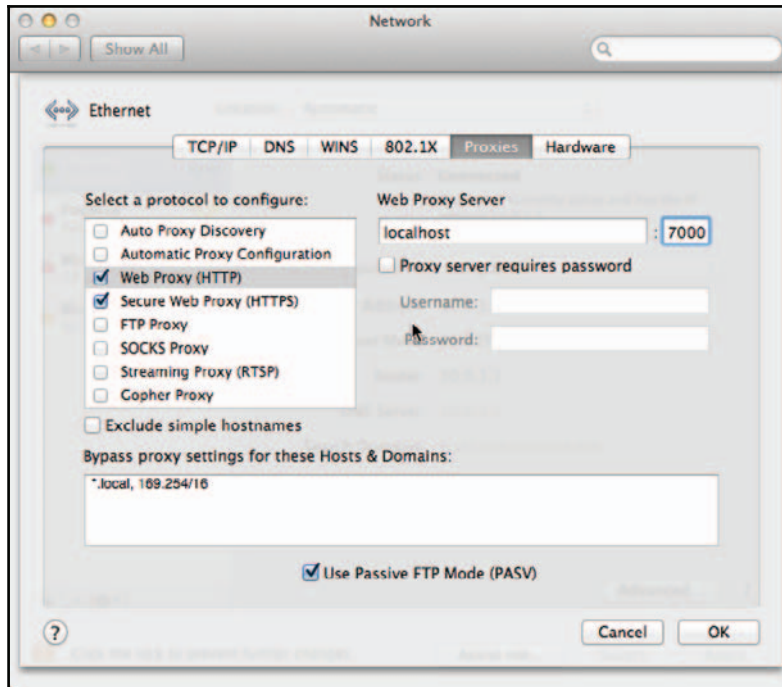 Network
Show All
Ethernet
TCP/IP DNS WINS 802.1X Proxies Hardware
Select a protocol to configure:
Auto Proxy Discovery
Automatic Proxy Configuration
Web Proxy (HTTP)
Secure Web Proxy (HTTPS)
FTP Proxy
SOCKS Proxy
Streaming Proxy (RTSP)
Gopher Proxy
Exclude simple hostnames
Web Proxy Server
localhost : 7000
Proxy server requires password
Username:
Password:
Bypass proxy settings for these Hosts & Domains:
*.local, 169.254/16
Use Passive FTP Mode (PASV)
? Cancel OK